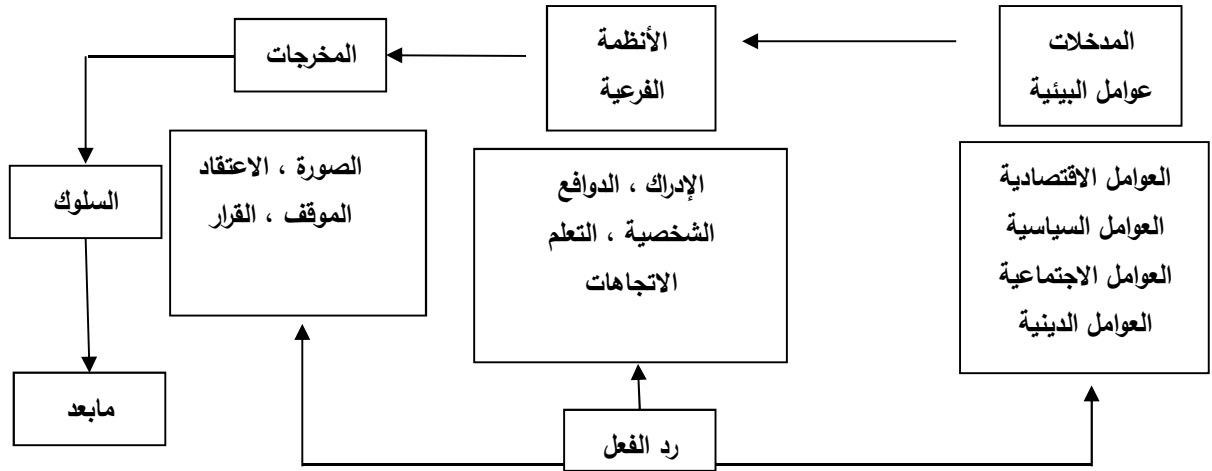 المدخلات
عوامل البيئية
الأنظمة
الفرعية
المخرجات
العوامل الاقتصادية
العوامل السياسية
العوامل الاجتماعية
العوامل الدينية
الإدراك ، الدوافع
الشخصية ، التعلم
الاتجاهات
الصورة ، الاعتقاد
الموقف ، القرار
السلوك
مابعد
رد الفعل